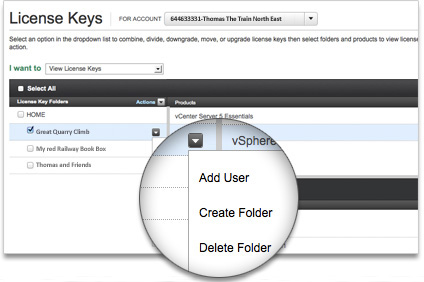 License Keys
FOR ACCOUNT 644633331-Thomas The Train North East
Select an option in the dropdown list to combine, divide, downgrade, move, or upgrade license keys then select folders and products to view license
action.
I want to View License Keys
Select All
License Key Folders Actions Products
HOME vCenter Server 5 Essentials
Great Quarry Climb vSphere
My red Railway Book Box
Thomas and Friends
Add User
Create Folder
Delete Folder